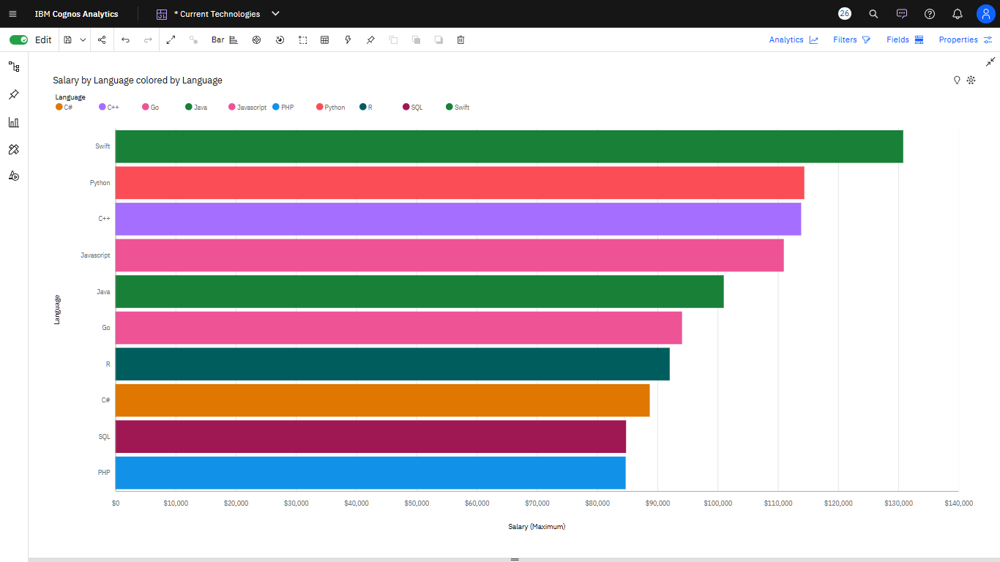 IBM Cognos Analytics
* Current Technologies
26
Edit
Bar
Analytics
Filters
Fields
Properties
Salary by Language colored by Language
Language
C# C++ Go Java Javascript PHP Python R SQL Swift
Swift
Python
C++
Javascript
Java
Go
R
C#
SQL
PHP
Language
$0 $10,000 $20,000 $30,000 $40,000 $50,000 $60,000 $70,000 $80,000 $90,000 $100,000 $110,000 $120,000 $130,000 $140,000
Salary (Maximum)